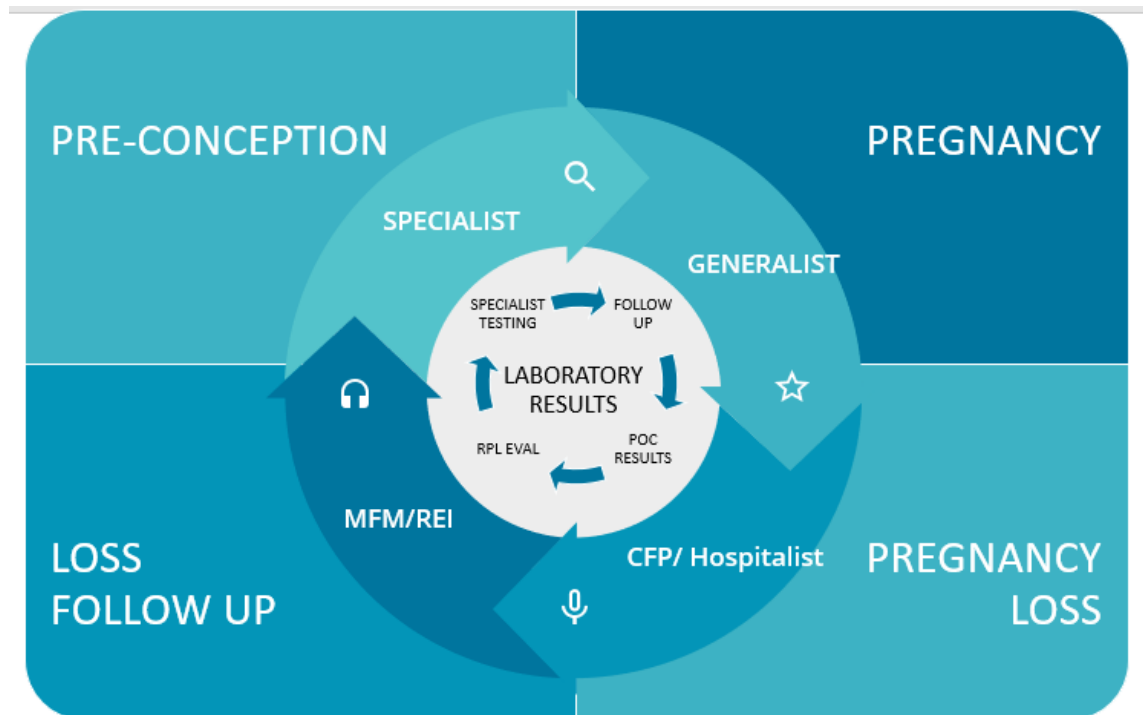 PRE-CONCEPTION
PREGNANCY
SPECIALIST
GENERALIST
SPECIALIST
TESTING
FOLLOW
UP
LABORATORY
RESULTS
RPL EVAL
POC
RESULTS
MFM/REI
CFP/ Hospitalist
LOSS
FOLLOW UP
PREGNANCY
LOSS